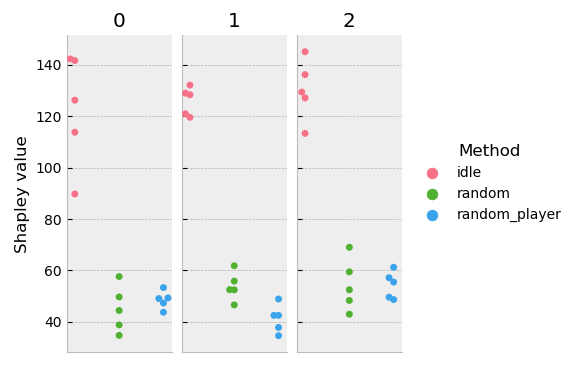 0 1 2
140
120
100
80
60
40
Shapley value
Method
idle
random
random_player